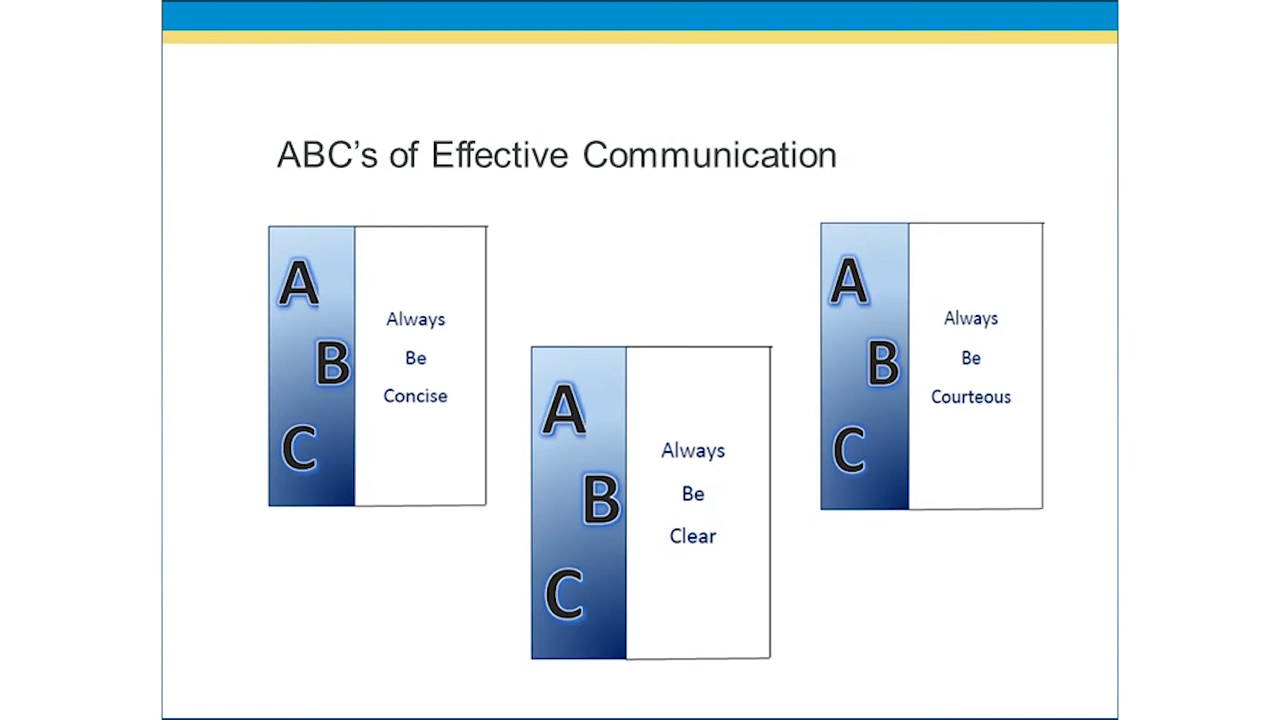 ABC’s of Effective Communication
A
B
C
Always
Be
Concise
A
B
C
Always
Be
Clear
A
B
C
Always
Be
Courteous